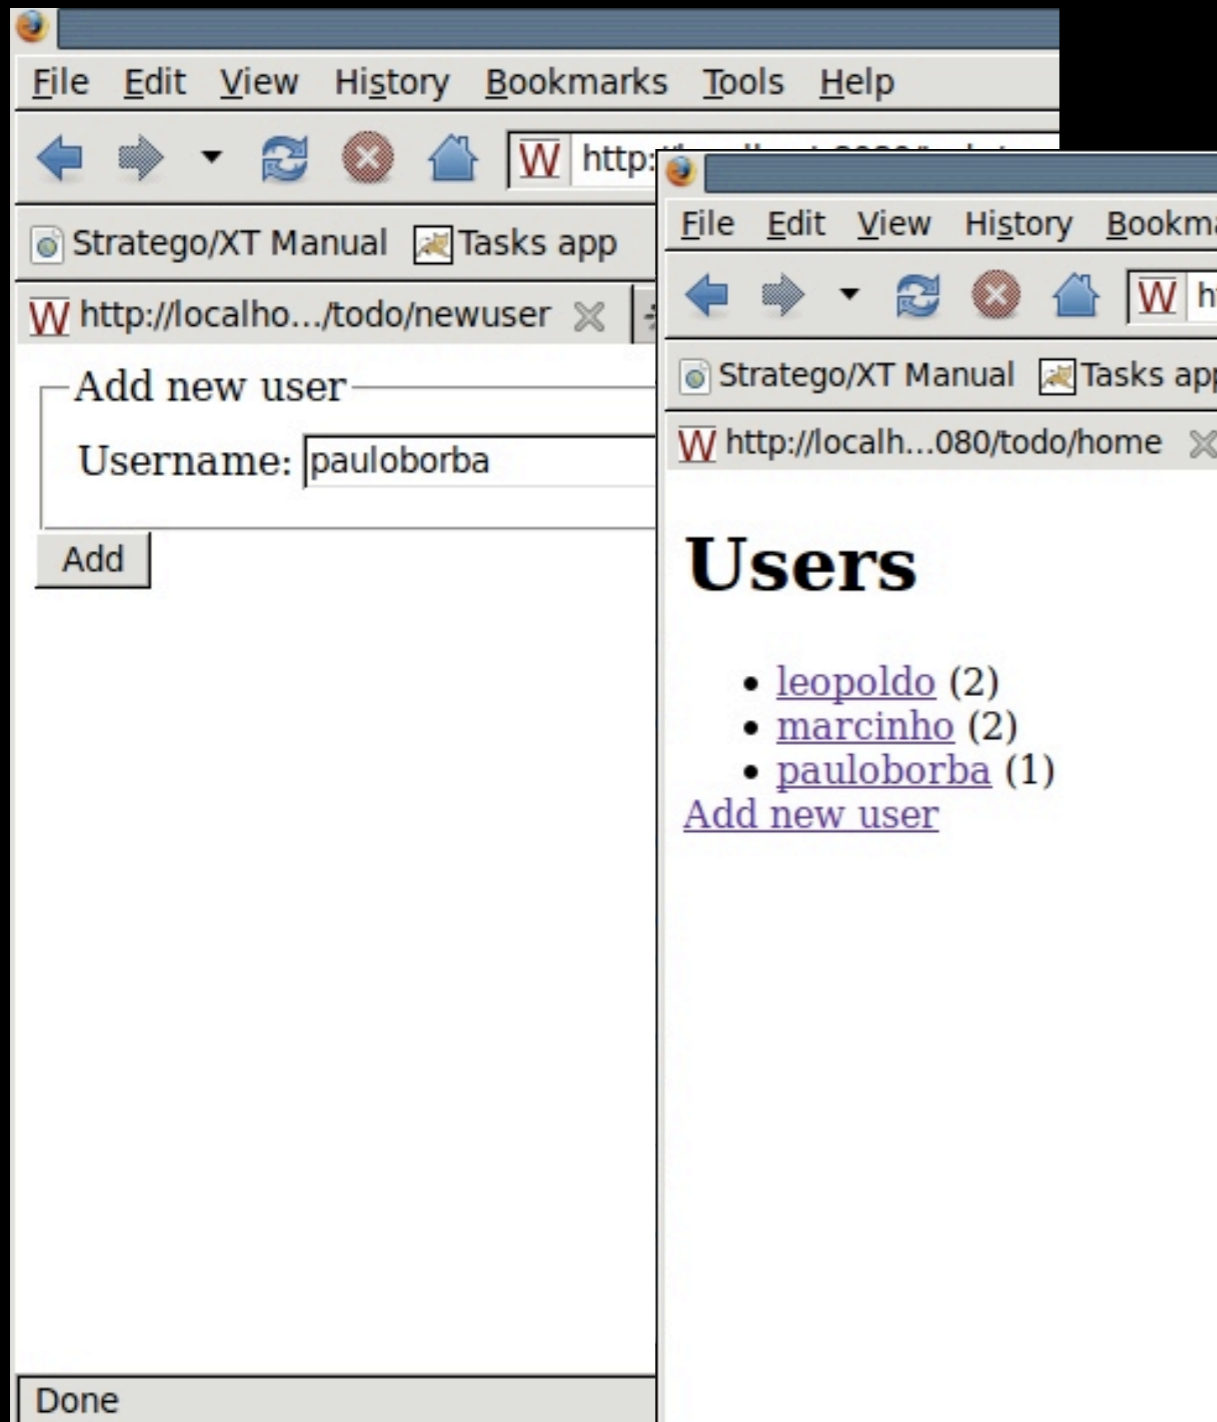 File Edit View History Bookmarks Tools Help
W http:
Stratego/XT Manual Tasks app
W http://localho.../todo/newuser
Add new user
Username: pauloborba
Add
Done
File Edit View History Bookma
W h
Stratego/XT Manual Tasks app
W http://localh...080/todo/home
Users
• leopoldo (2)
• marcinho (2)
• pauloborba (1)
Add new user